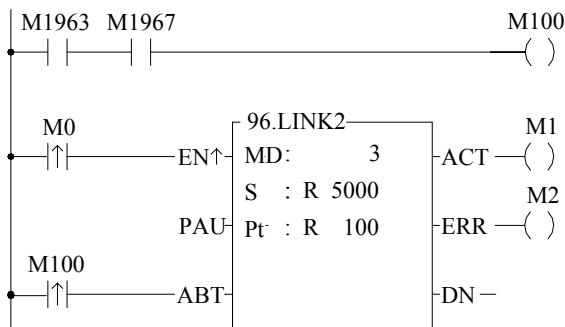 M1963 M1967 M100
96.LINK2
M0 M1
EN↑ MD: 3 ACT
S : R 5000 M2
PAU Pt : R 100 ERR
M100
ABT DN